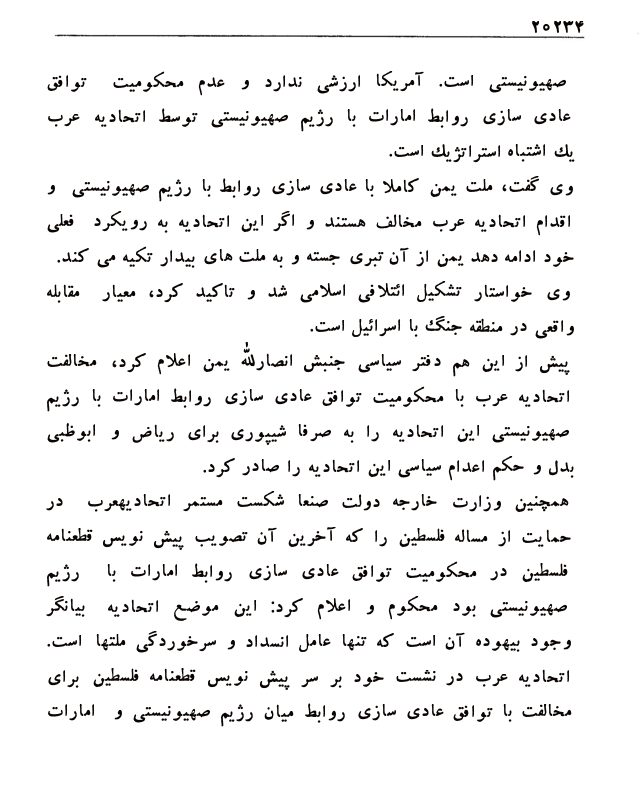 ۲۰۲۳۴
صهیونیستی است. آمریکا ارزشی ندارد و عدم محکومیت توافق
عادی سازی روابط امارات با رژیم صهیونیستی توسط اتحادیه عرب
یك اشتباه استراتژیك است.
وی گفت، ملت یمن کاملا با عادی سازی روابط با رژیم صهیونیستی و
اقدام اتحادیه عرب مخالف هستند و اگر این اتحادیه به رویکرد فعلی
خود ادامه دهد یمن از آن تبری جسته و به ملت های بیدار تکیه می کند.
وی خواستار تشکیل ائتلافی اسلامی شد و تاکید کرد، معیار مقابله
واقعی در منطقه جنگ با اسرائیل است.
پیش از این هم دفتر سیاسی جنبش انصارالله یمن اعلام کرد، مخالفت
اتحادیه عرب با محکومیت توافق عادی سازی روابط امارات با رژیم
صهیونیستی این اتحادیه را به صرفا شیپوری برای ریاض و ابوظبی
بدل و حکم اعدام سیاسی این اتحادیه را صادر کرد.
همچنین وزارت خارجه دولت صنعا شکست مستمر اتحادیهعرب در
حمایت از مساله فلسطین را که آخرین آن تصویب پیش نویس قطعنامه
فلسطین در محکومیت توافق عادی سازی روابط امارات با رژیم
صهیونیستی بود محکوم و اعلام کرد: این موضع اتحادیه بیانگر
وجود بیهوده آن است که تنها عامل انسداد و سرخوردگی ملتها است.
اتحادیه عرب در نشست خود بر سر پیش نویس قطعنامه فلسطین برای
مخالفت با توافق عادی سازی روابط میان رژیم صهیونیستی و امارات